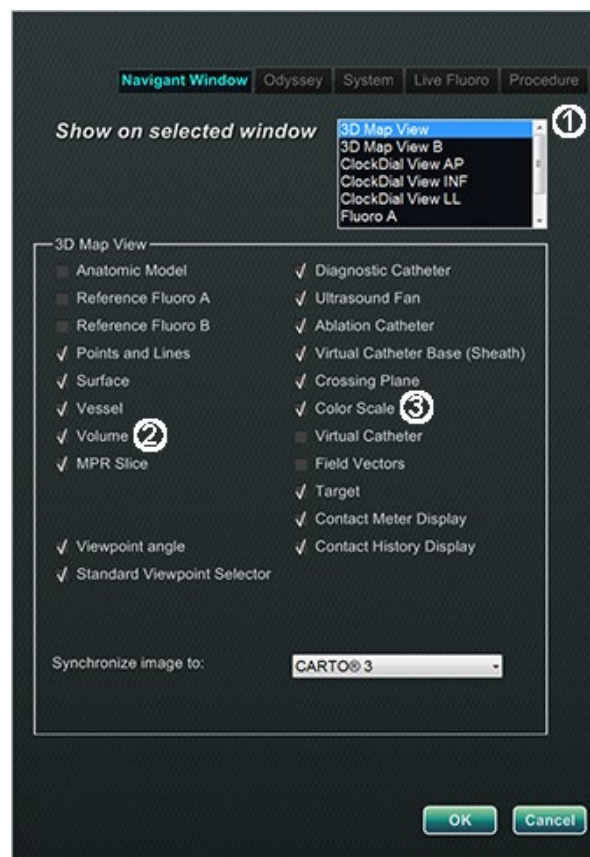 Navigant Window Odyssey System Live Fluoro Procedure
Show on selected window
3D Map View
3D Map View B
ClockDial View AP
ClockDial View INF
ClockDial View LL
Fluoro A
1
3D Map View
Anatomic Model
Reference Fluoro A
Reference Fluoro B
Points and Lines
Surface
Vessel
Volume 2
MPR Slice
Viewpoint angle
Standard Viewpoint Selector
Diagnostic Catheter
Ultrasound Fan
Ablation Catheter
Virtual Catheter Base (Sheath)
Crossing Plane
Color Scale 3
Virtual Catheter
Field Vectors
Target
Contact Meter Display
Contact History Display
Synchronize image to: CARTO® 3
OK Cancel